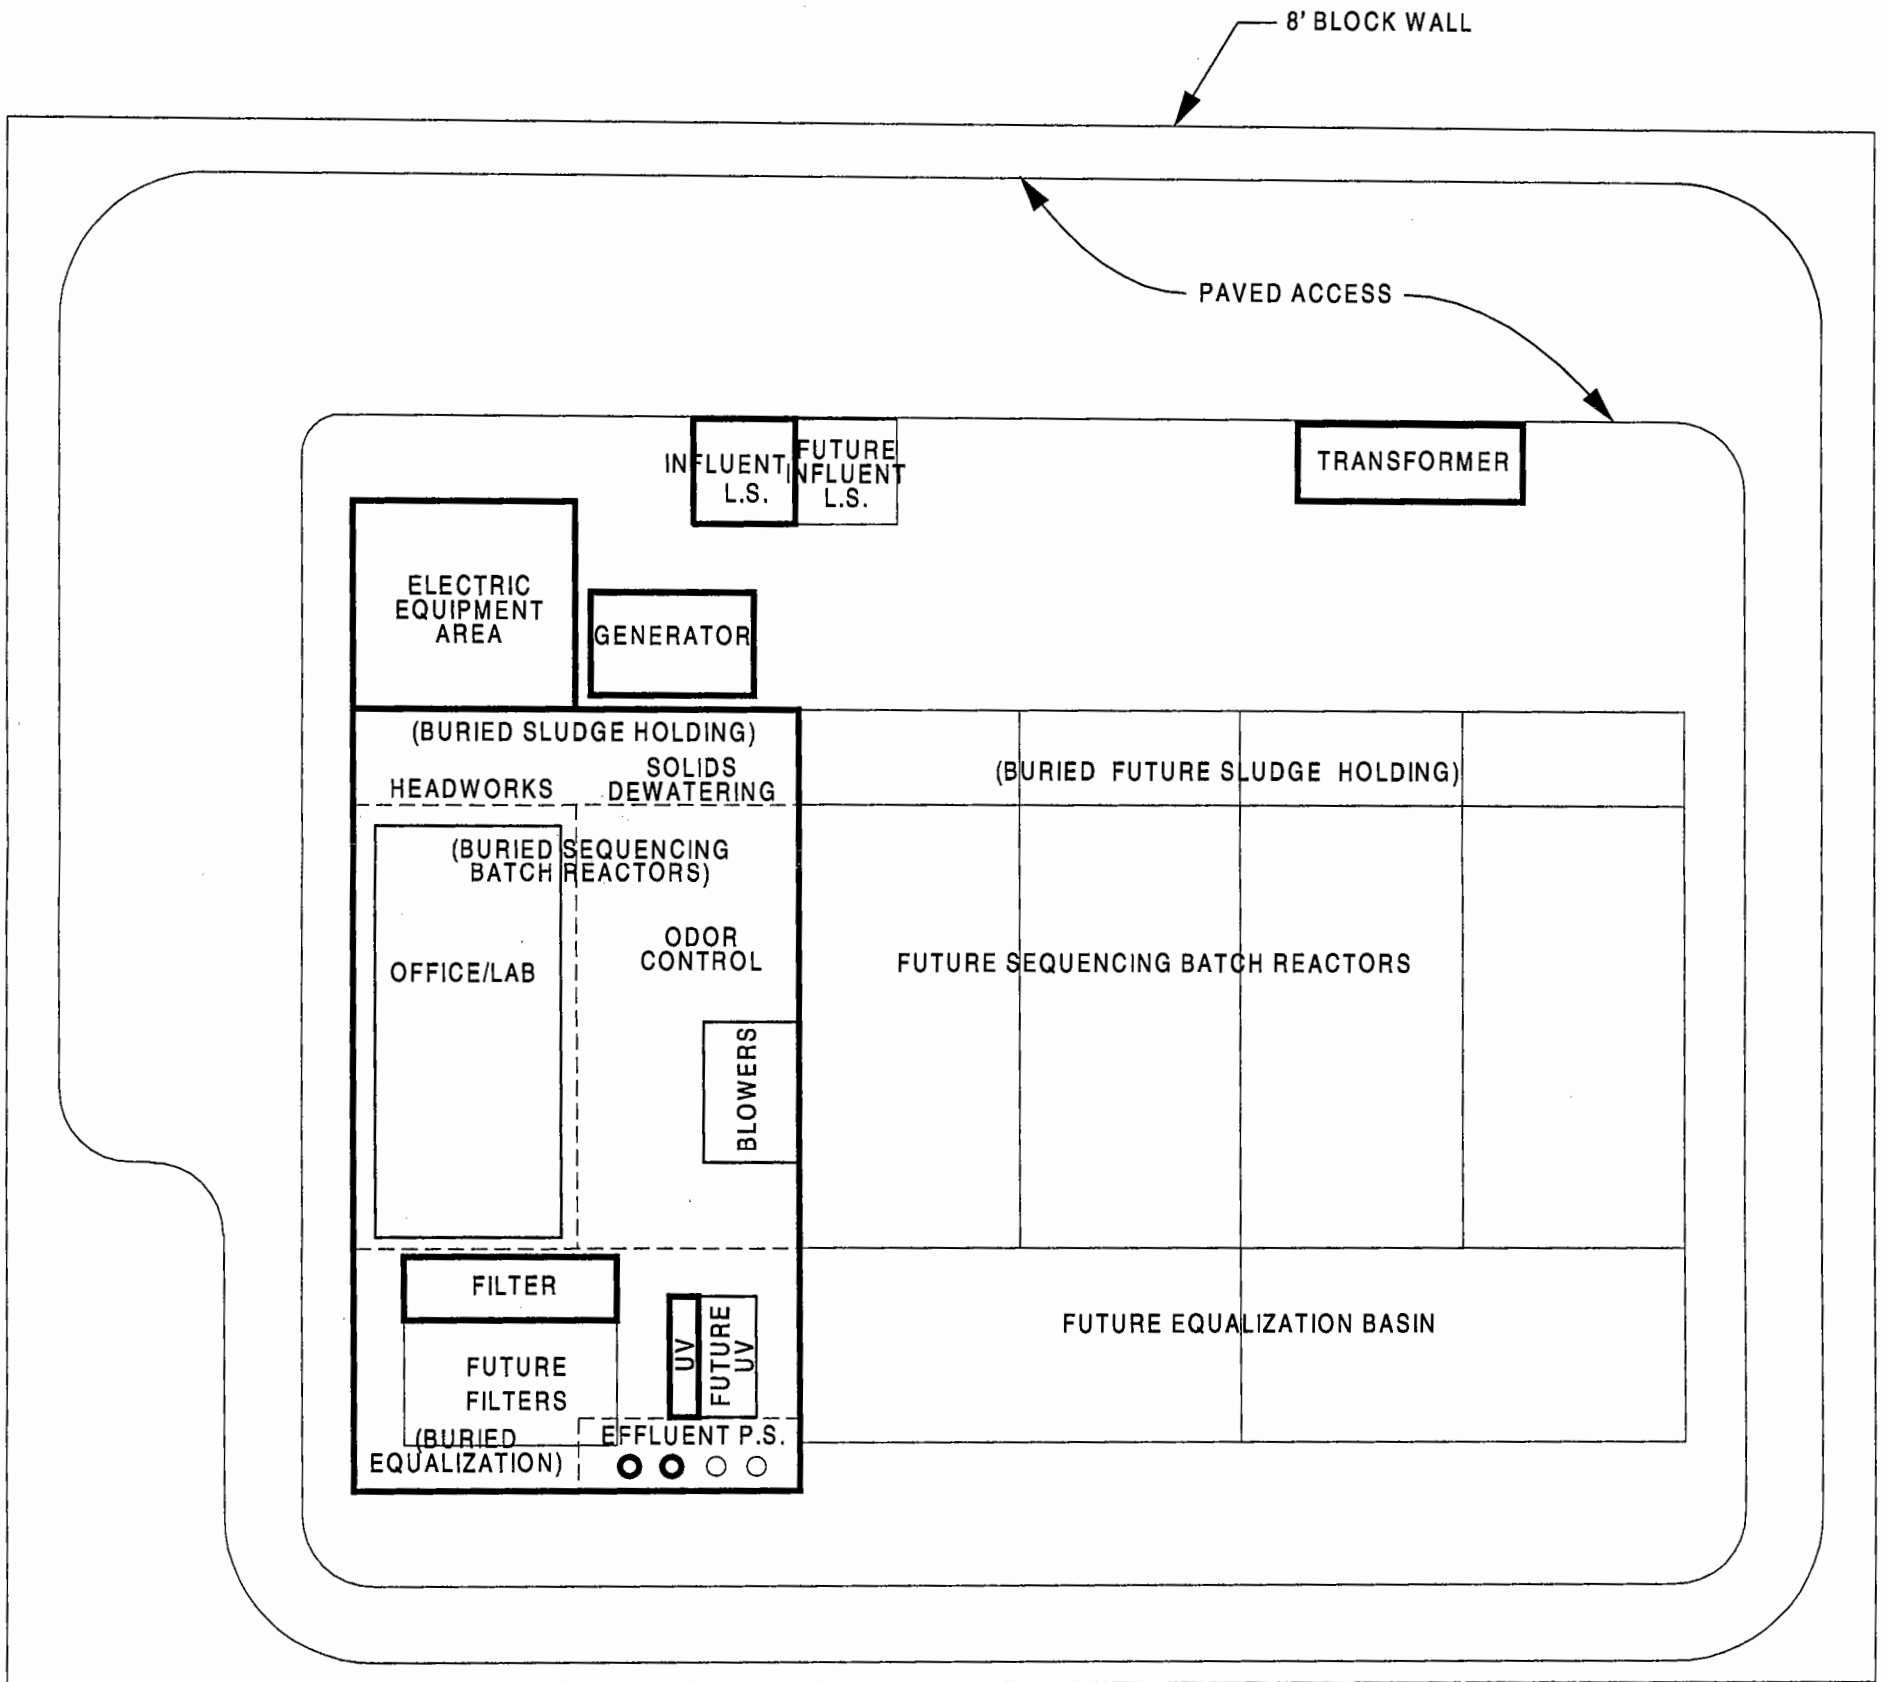 8' BLOCK WALL
PAVED ACCESS
INFLUENT
L.S.
FUTURE
INFLUENT
L.S.
TRANSFORMER
ELECTRIC
EQUIPMENT
AREA
GENERATOR
(BURIED SLUDGE HOLDING)
SOLIDS
DEWATERING
HEADWORKS
(BURIED FUTURE SLUDGE HOLDING)
(BURIED SEQUENCING
BATCH REACTORS)
ODOR
CONTROL
OFFICE/LAB
FUTURE SEQUENCING BATCH REACTORS
BLOWERS
FILTER
UV
FUTURE
UV
FUTURE EQUALIZATION BASIN
FUTURE
FILTERS
(BURIED
EQUALIZATION)
EFFLUENT P.S.